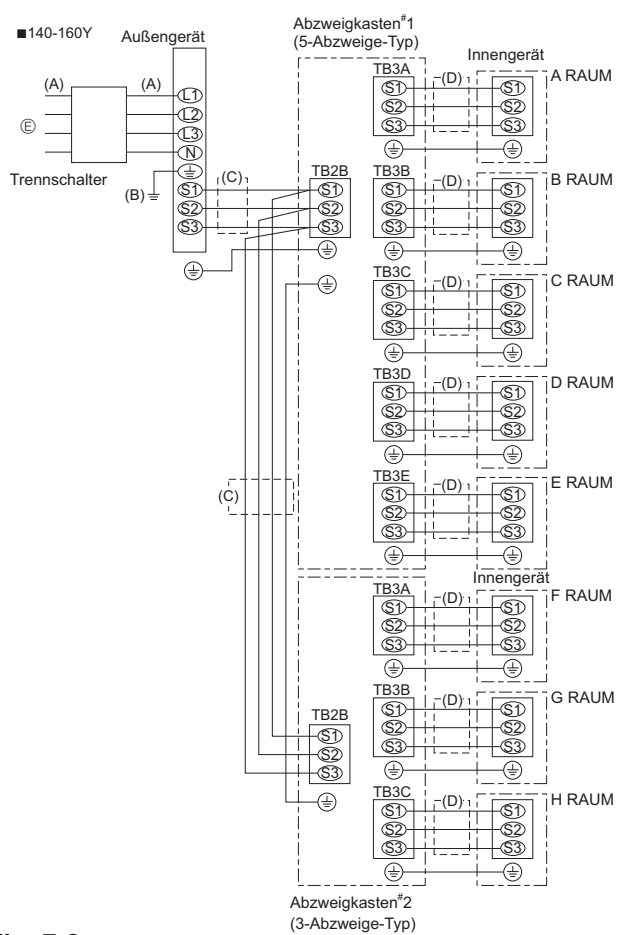 ■140-160Y
Außengerät
Abzweigkasten#1
(5-Abzweige-Typ)
Innengerät
(A)
(A)
L1
L2
L3
N
Ⓔ
Trennschalter
(B)
S1
S2
S3
(C)
TB2B
S1
S2
S3
TB3A
S1
S2
S3
(D)
S1
S2
S3
A RAUM
TB3B
S1
S2
S3
(D)
S1
S2
S3
B RAUM
TB3C
S1
S2
S3
(D)
S1
S2
S3
C RAUM
TB3D
S1
S2
S3
(D)
S1
S2
S3
D RAUM
TB3E
S1
S2
S3
(D)
S1
S2
S3
E RAUM
(C)
Innengerät
TB3A
S1
S2
S3
(D)
S1
S2
S3
F RAUM
TB2B
S1
S2
S3
TB3B
S1
S2
S3
(D)
S1
S2
S3
G RAUM
TB3C
S1
S2
S3
(D)
S1
S2
S3
H RAUM
Abzweigkasten#2
(3-Abzweige-Typ)